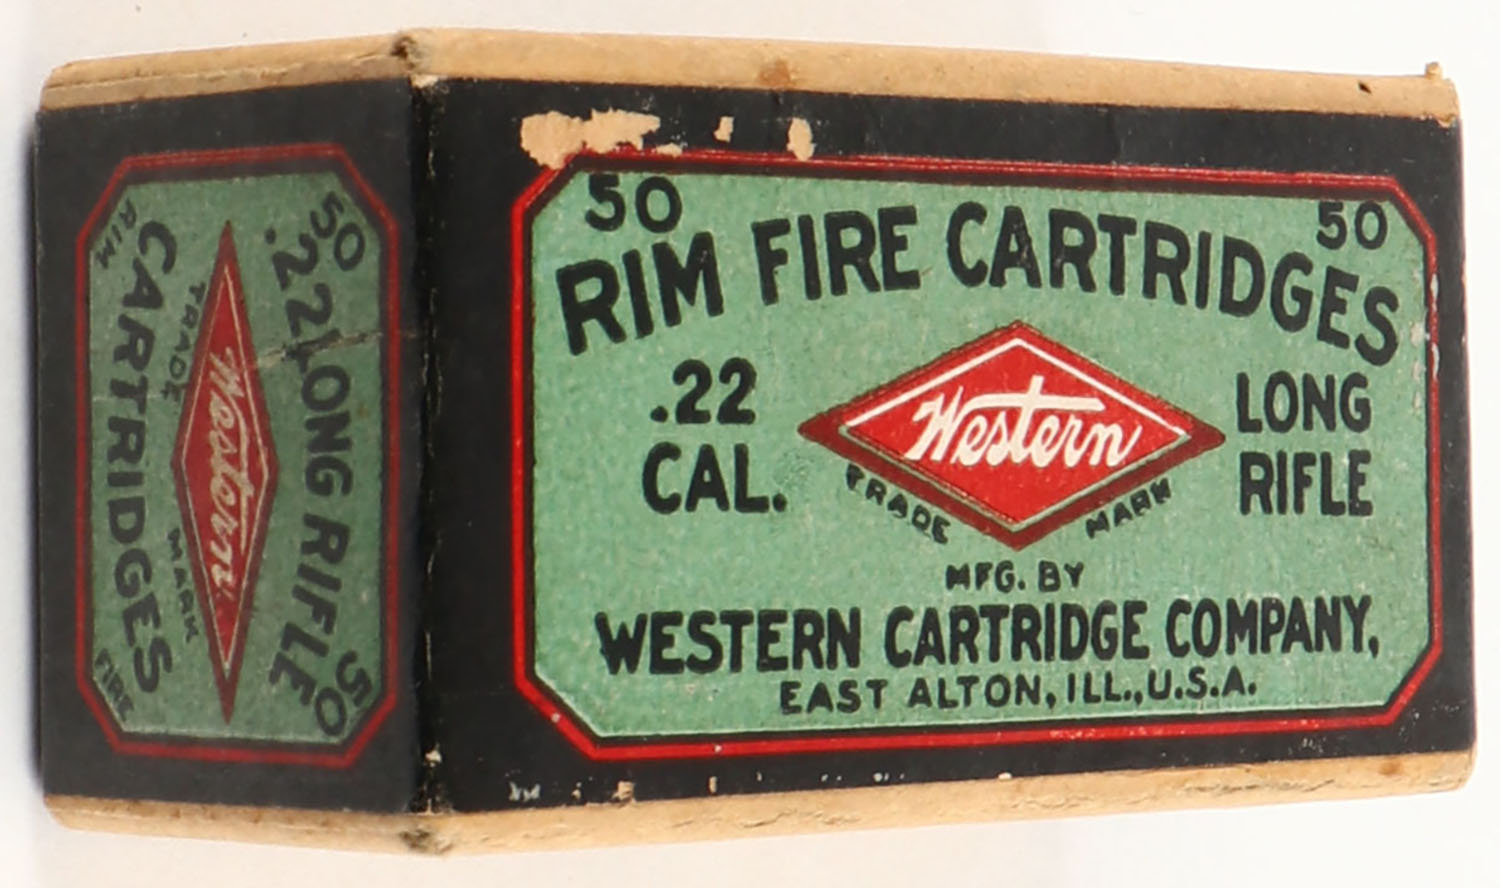 50 50
RIM FIRE CARTRIDGES
.22 CAL.
Western
LONG RIFLE
TRADE MARK
MFG. BY
WESTERN CARTRIDGE COMPANY,
EAST ALTON, ILL., U.S.A.
50 50
.22 LONG RIFLE
Western
TRADE MARK
RIM CARTRIDGES FIRE